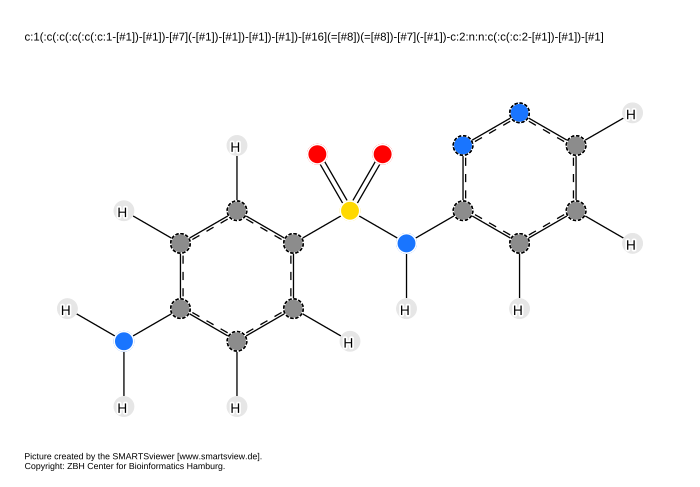 c:1(:c(:c(:c(:c(:c:1-[#1])-[#1])-[#7](-[#1])-[#1])-[#1])-[#1])-[#16](=[#8])(=[#8])-[#7](-[#1])-c:2:n:n:c(:c(:c:2-[#1])-[#1])-[#1]
H
H
H
H
H
H
H
H
H
H
Picture created by the SMARTSviewer [www.smartsview.de].
Copyright: ZBH Center for Bioinformatics Hamburg.